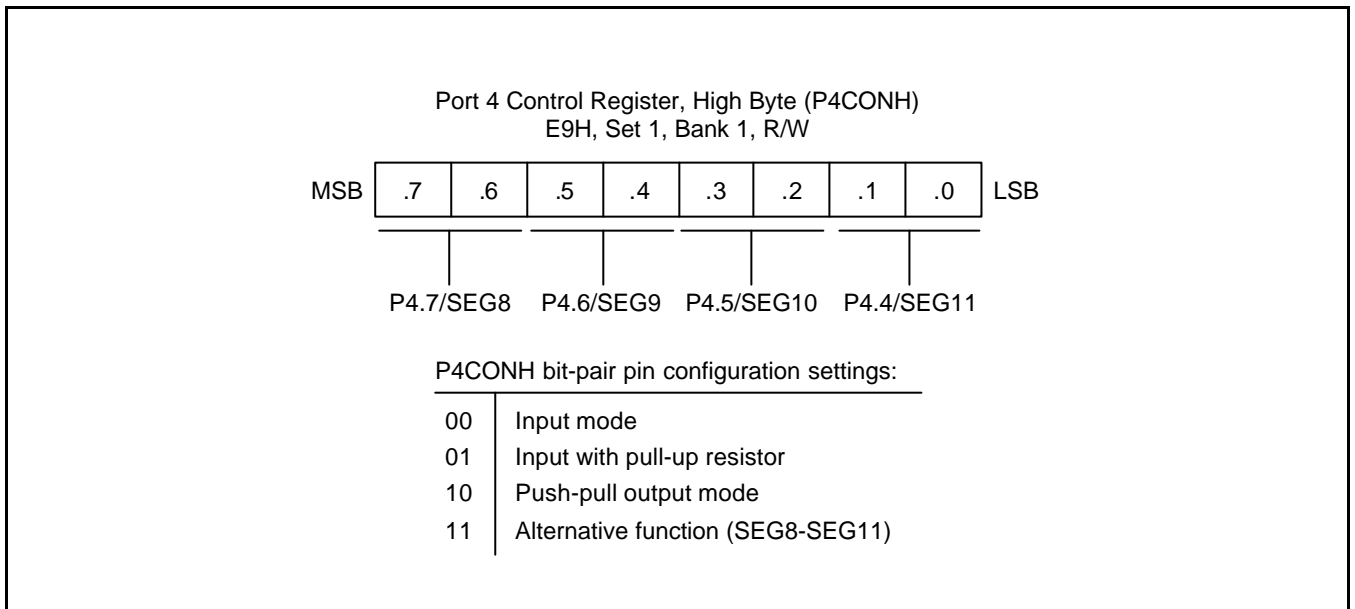 Port 4 Control Register, High Byte (P4CONH)
E9H, Set 1, Bank 1, R/W
MSB .7 .6 .5 .4 .3 .2 .1 .0 LSB
P4.7/SEG8 P4.6/SEG9 P4.5/SEG10 P4.4/SEG11
P4CONH bit-pair pin configuration settings:
00 Input mode
01 Input with pull-up resistor
10 Push-pull output mode
11 Alternative function (SEG8-SEG11)